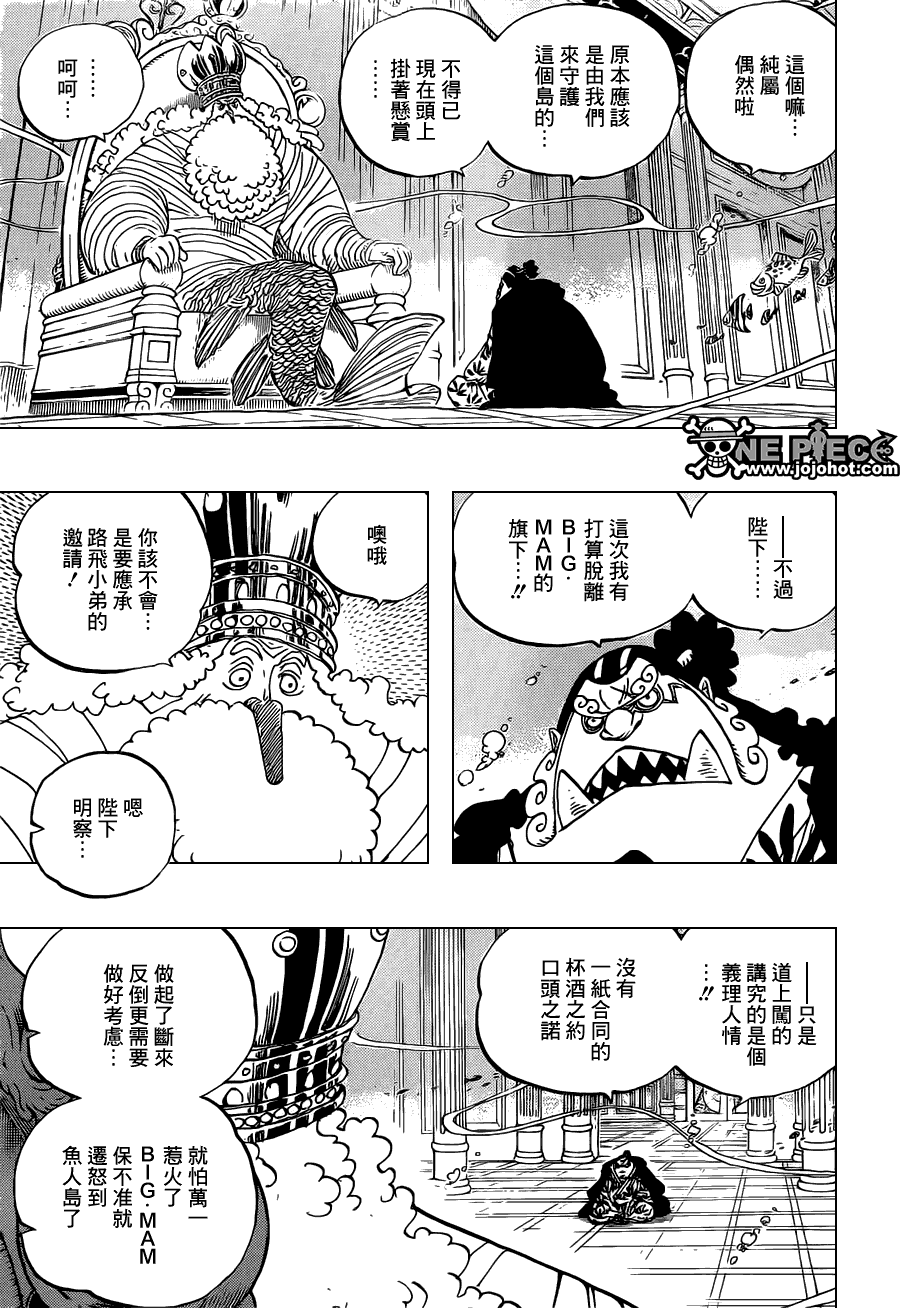 這個嘛⋯
純屬
偶然啦
原本應該
是由我們
來守護
這個島的⋯
不得已
現在頭上
掛著懸賞
⋯⋯
⋯⋯
呵呵⋯
ONE PIECE
www.jojohot.com
——不過
陛下⋯⋯
這次我有
打算脫離
BIG·
MAM的
旗下⋯!!
噢哦
你該不會⋯
是要應承
路飛小弟的
邀請!
嗯
陛下
明察⋯
——只是
道上闖的
講究的是個
義理人情
⋯!!
沒有
一紙合同的
杯酒之約
口頭之諾
做起了斷來
反倒更需要
做好考慮⋯
就怕萬一
惹火了
BIG·MAM
保不准就
遷怒到
魚人島了